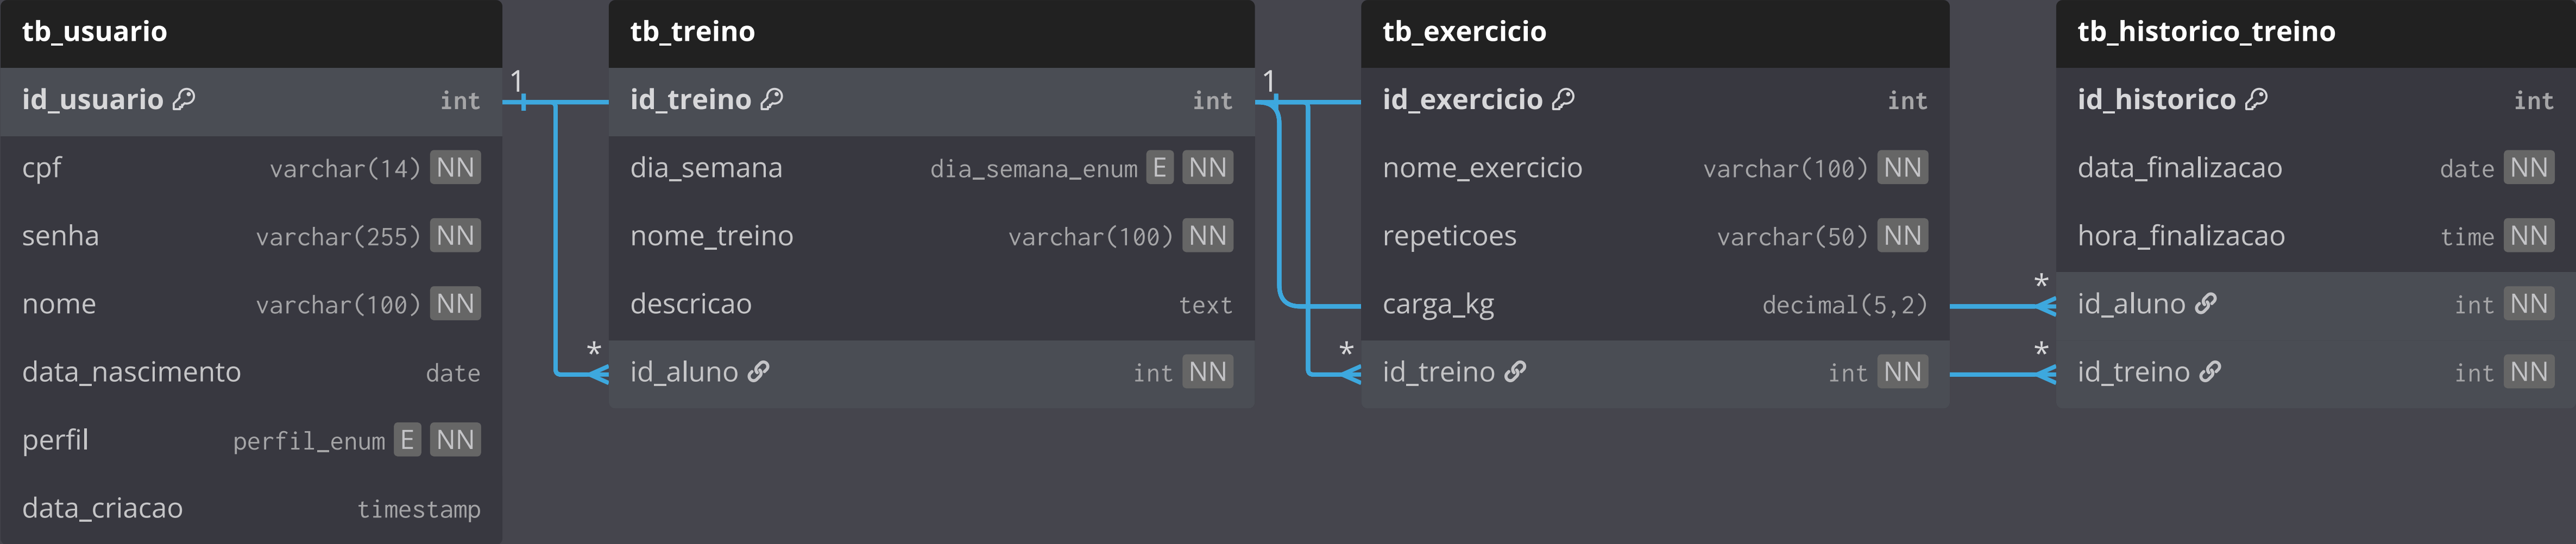 tb_usuario
id_usuario int
cpf varchar(14) NN
senha varchar(255) NN
nome varchar(100) NN
data_nascimento date
perfil perfil_enum E NN
data_criacao timestamp
1
*
tb_treino
id_treino int
dia_semana dia_semana_enum E NN
nome_treino varchar(100) NN
descricao text
id_aluno int NN
1
*
tb_exercicio
id_exercicio int
nome_exercicio varchar(100) NN
repeticoes varchar(50) NN
carga_kg decimal(5,2)
id_treino int NN
*
*
tb_historico_treino
id_historico int
data_finalizacao date NN
hora_finalizacao time NN
id_aluno int NN
id_treino int NN